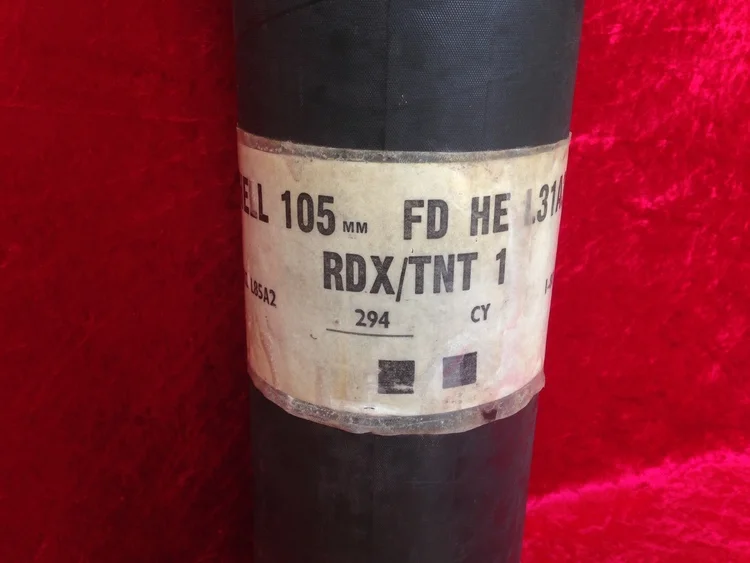 ELL 105 MM FD HE L31A
RDX/TNT 1
L85A2
294 CY